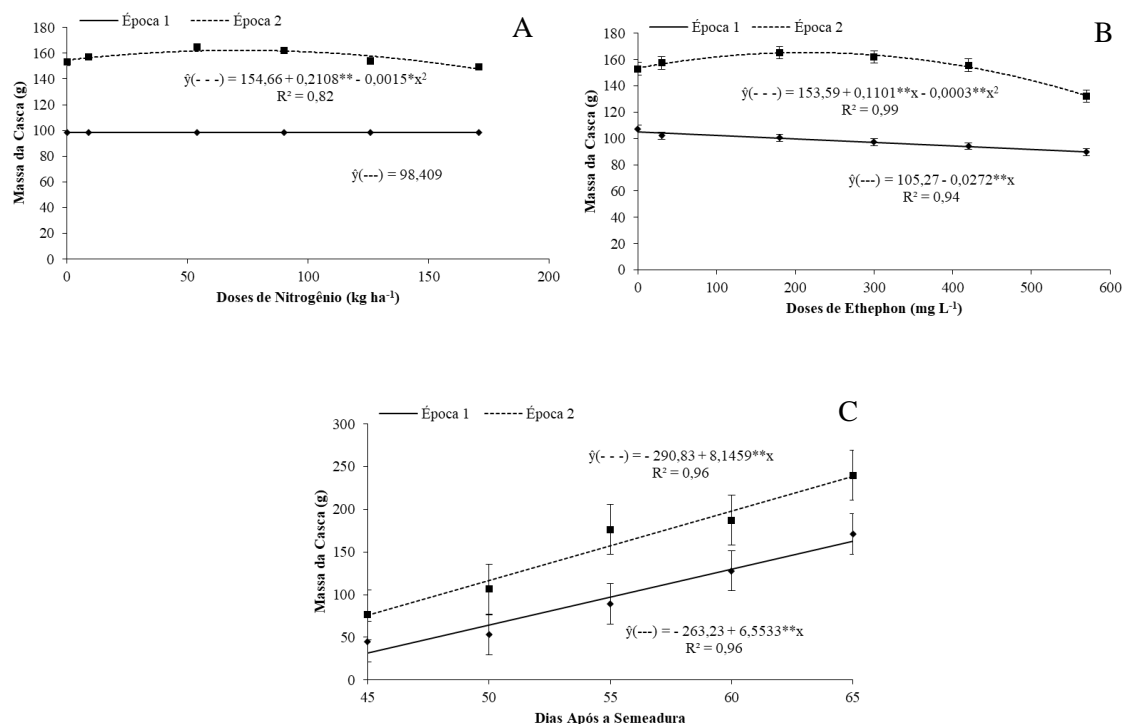 Época 1 Época 2
A
Massa da Casca (g)
180
160
140
120
100
80
60
40
20
0
ŷ(- - -) = 154,66 + 0,2108** - 0,0015*x²
R² = 0,82
ŷ(---) = 98,409
0 50 100 150 200
Doses de Nitrogênio (kg ha⁻¹)
Época 1 Época 2
B
Massa da Casca (g)
180
160
140
120
100
80
60
40
20
0
ŷ(- - -) = 153,59 + 0,1101**x - 0,0003**x²
R² = 0,99
ŷ(---) = 105,27 - 0,0272**x
R² = 0,94
0 100 200 300 400 500 600
Doses de Ethephon (mg L⁻¹)
Época 1 Época 2
C
Massa da Casca (g)
300
250
200
150
100
50
0
ŷ(- - -) = - 290,83 + 8,1459**x
R² = 0,96
ŷ(---) = - 263,23 + 6,5533**x
R² = 0,96
45 50 55 60 65
Dias Após a Semeadura